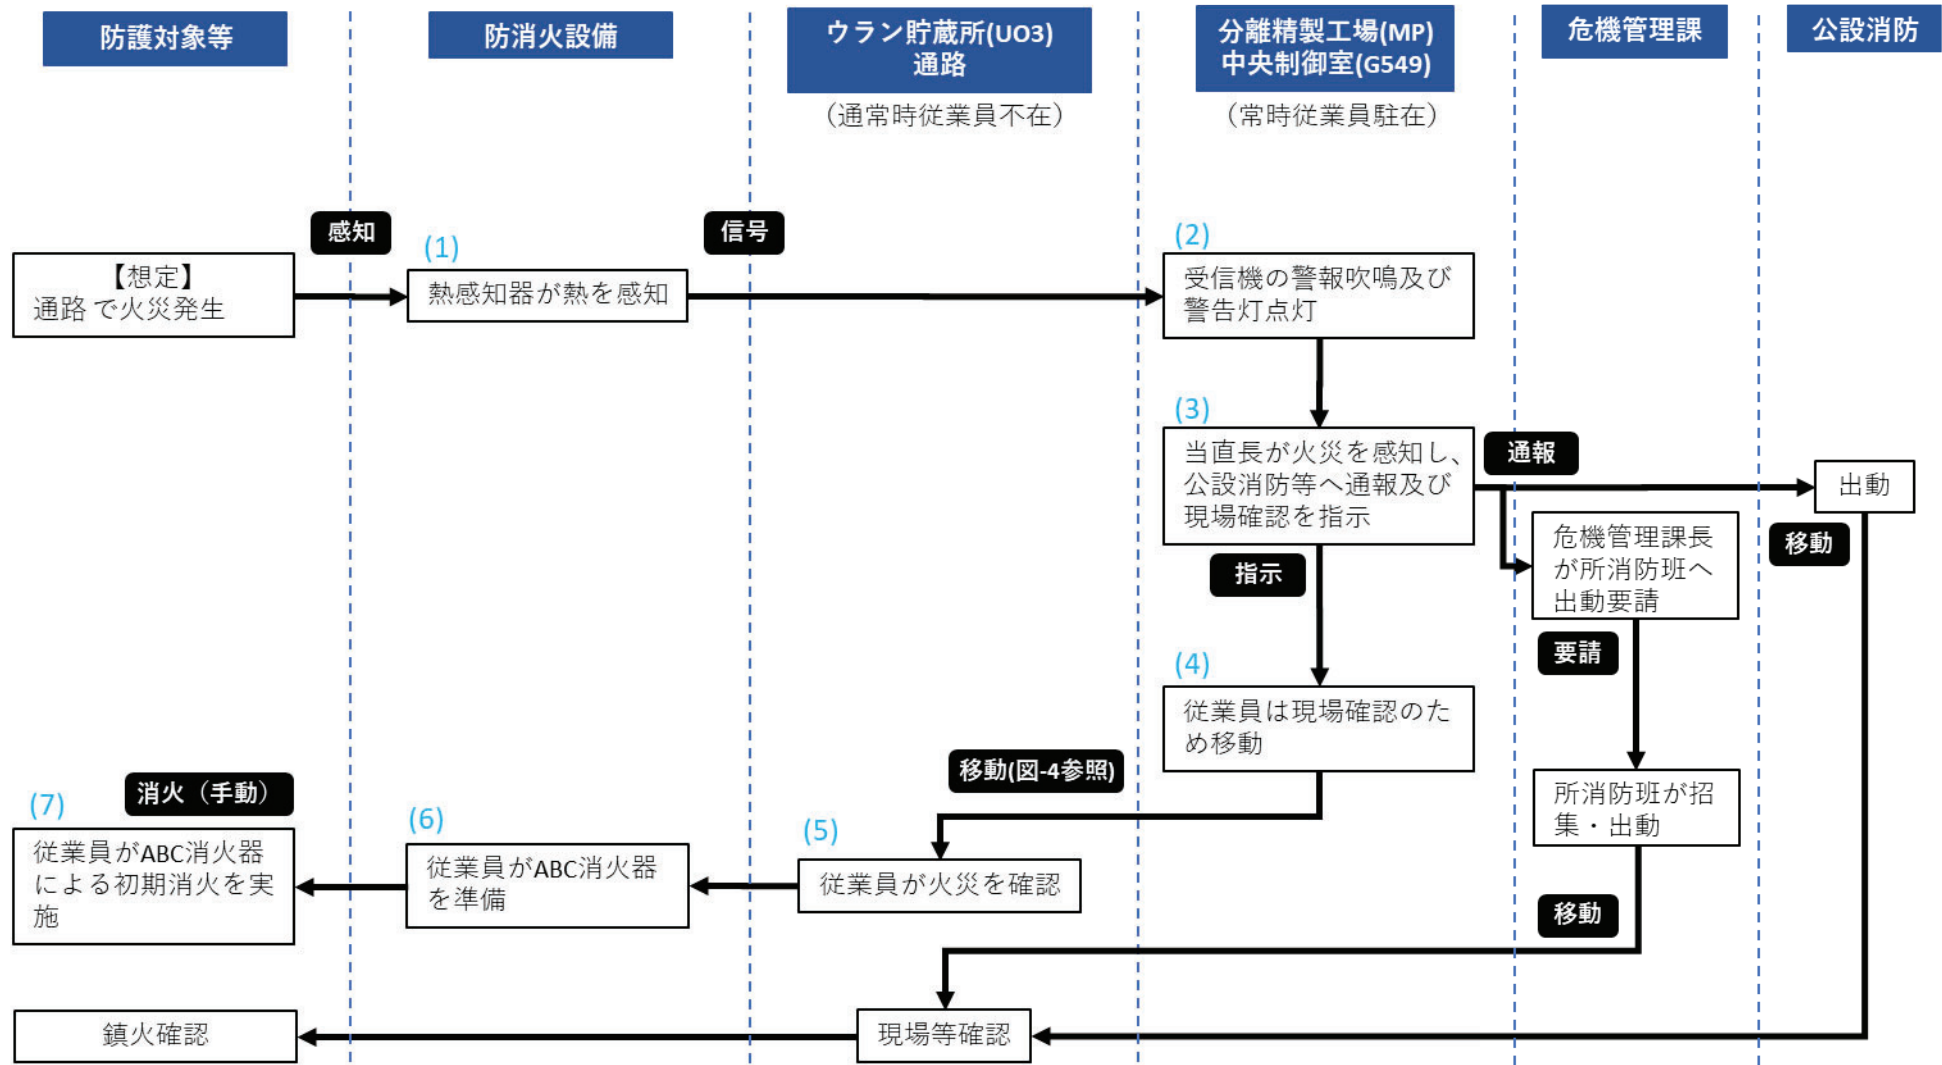 防護対象等
防消火設備
ウラン貯蔵所(UO3)
通路
（通常時従業員不在）
分離精製工場(MP)
中央制御室(G549)
（常時従業員駐在）
危機管理課
公設消防
【想定】
通路で火災発生
感知
(1)
熱感知器が熱を感知
信号
(2)
受信機の警報吹鳴及び
警告灯点灯
(3)
当直長が火災を感知し、
公設消防等へ通報及び
現場確認を指示
通報
出動
移動
危機管理課長
が所消防班へ
出動要請
指示
要請
(4)
従業員は現場確認のた
め移動
所消防班が招
集・出動
移動
移動(図-4参照)
(5)
従業員が火災を確認
(6)
従業員がABC消火器
を準備
消火（手動）
(7)
従業員がABC消火器
による初期消火を実
施
現場等確認
鎮火確認